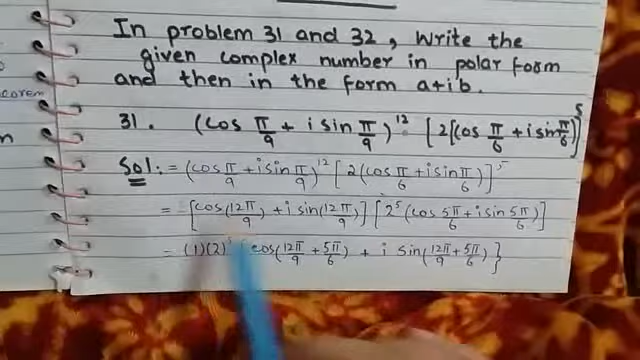 In problem 31 and 32, Write the
given complex number in polar form
and then in the form a+ib.
orem
n
31. (cos π/9 + i sin π/9)^12 · [2(cos π/6 + i sin π/6)]^5
Sol: = (cos π/9 + i sin π/9)^12 [2(cos π/6 + i sin π/6)]^5
= [cos(12π/9) + i sin(12π/9)] [2^5 (cos 5π/6 + i sin 5π/6)]
= (1)(2)^5 { cos(12π/9 + 5π/6) + i sin(12π/9 + 5π/6) }